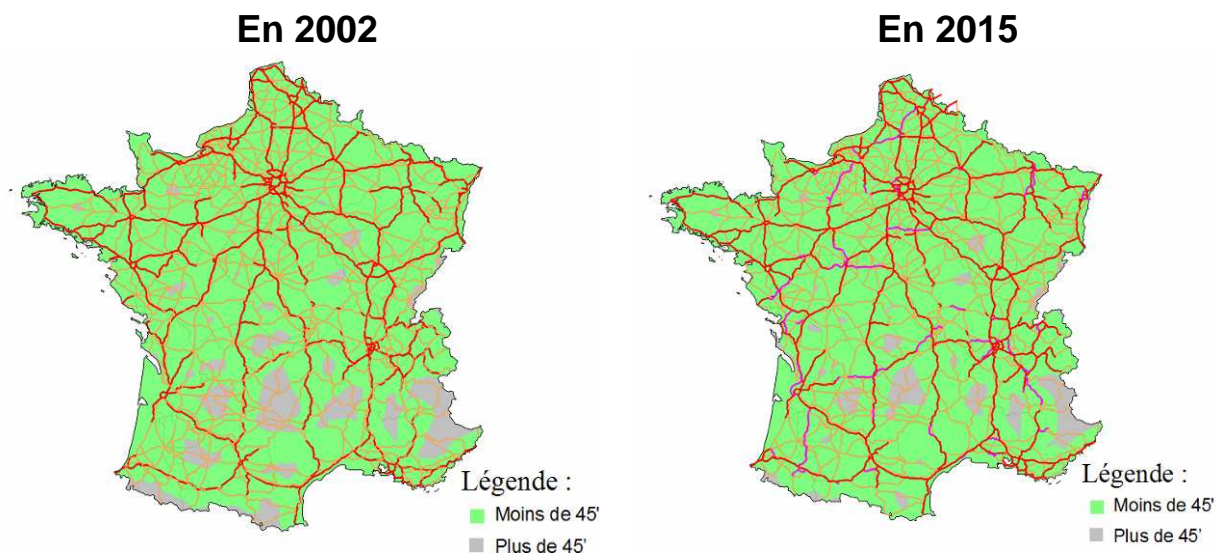 En 2002
En 2015
Légende :
Moins de 45'
Plus de 45'
Légende :
Moins de 45'
Plus de 45'